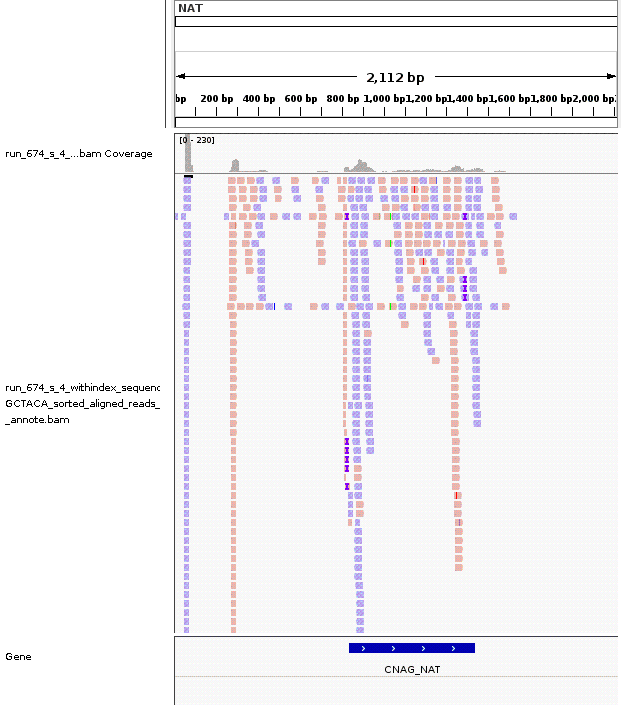 NAT
2,112 bp
bp 200 bp 400 bp 600 bp 800 bp 1,000 bp 1,200 bp 1,400 bp 1,600 bp 1,800 bp 2,000 bp
run_674_s_4_...bam Coverage
[0 - 230]
run_674_s_4_withindex_sequenc
GCTACA_sorted_aligned_reads_
_annote.bam
Gene
CNAG_NAT